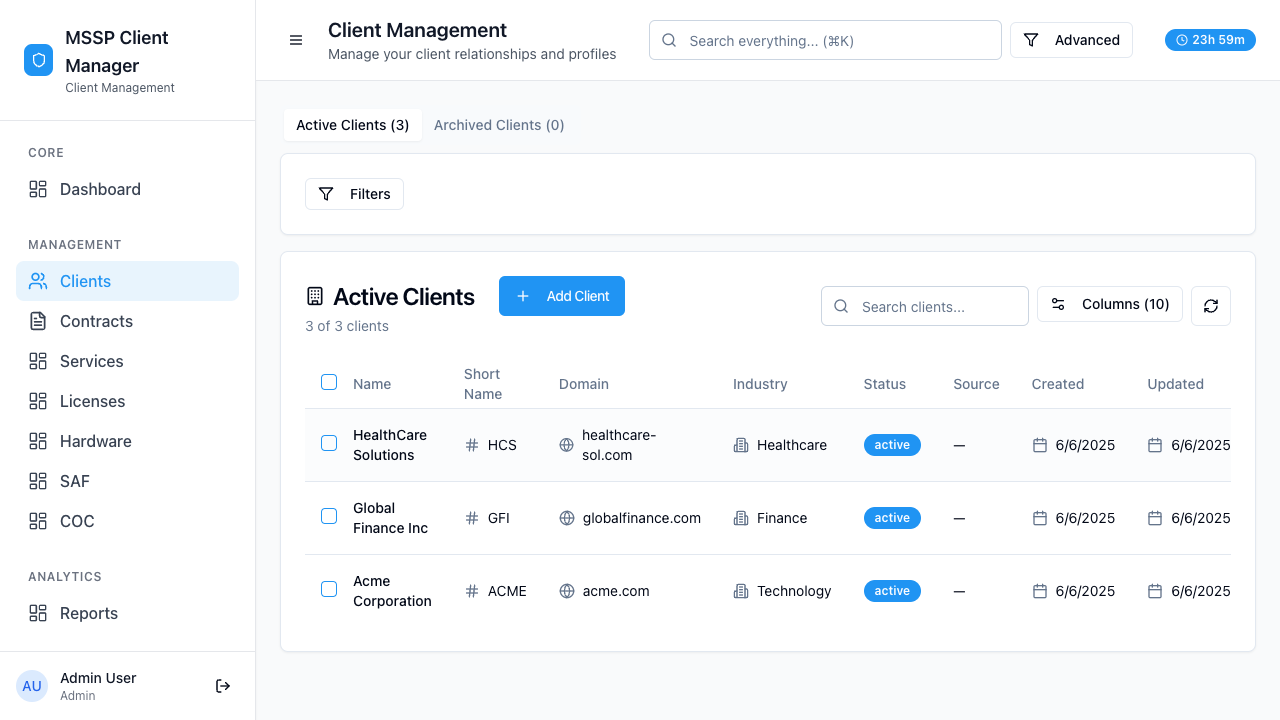 MSSP Client
Manager
Client Management
CORE
Dashboard
MANAGEMENT
Clients
Contracts
Services
Licenses
Hardware
SAF
COC
ANALYTICS
Reports
AU
Admin User
Admin
Client Management
Manage your client relationships and profiles
Search everything... (⌘K)
Advanced
23h 59m
Active Clients (3)
Archived Clients (0)
Filters
Active Clients
Add Client
3 of 3 clients
Search clients...
Columns (10)
Name Short Name Domain Industry Status Source Created Updated
HealthCare Solutions HCS healthcare-sol.com Healthcare active — 6/6/2025 6/6/2025
Global Finance Inc GFI globalfinance.com Finance active — 6/6/2025 6/6/2025
Acme Corporation ACME acme.com Technology active — 6/6/2025 6/6/2025